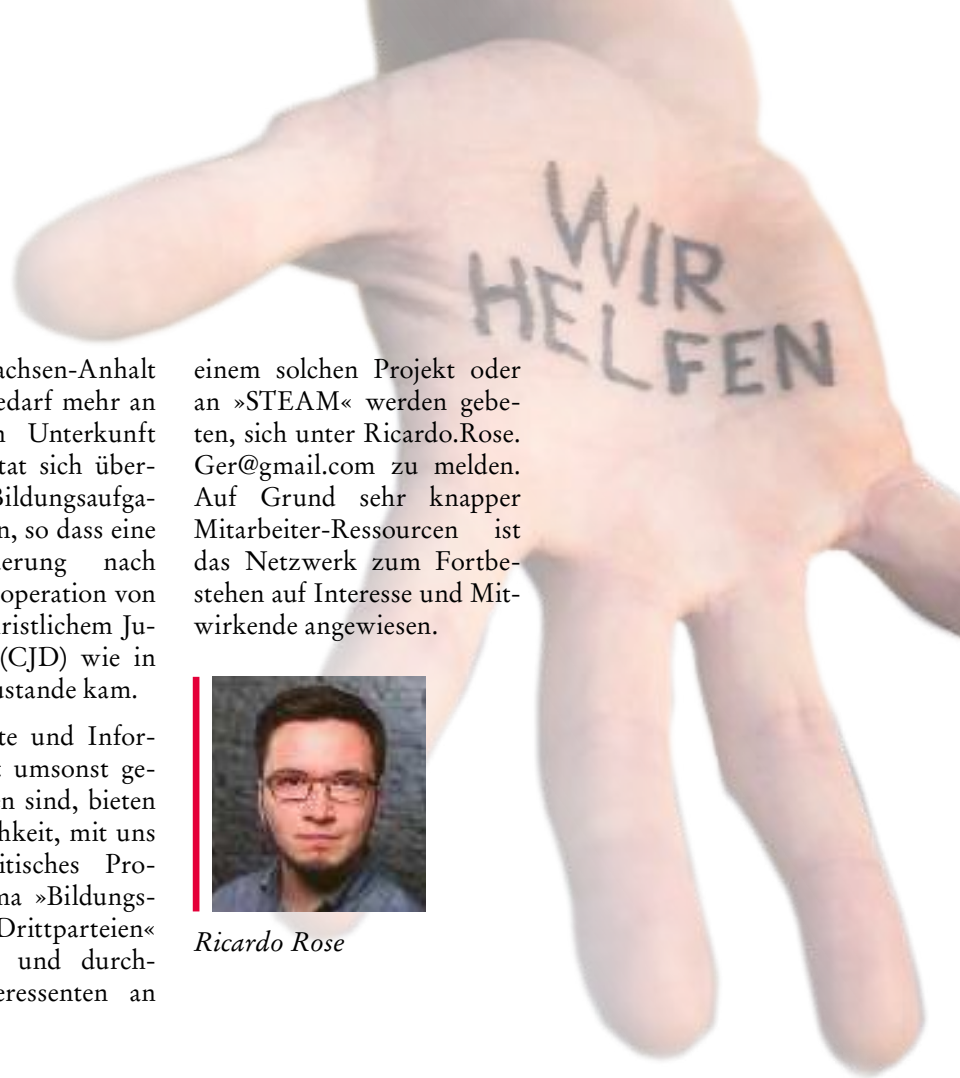 WIR
HELFEN
achsen-Anhalt
edarf mehr an
n Unterkunft
tat sich über-
Bildungsaufga-
n, so dass eine
erung nach
operation von
ristlichem Ju-
(CJD) wie in
ustande kam.
te und Infor-
t umsonst ge-
n sind, bieten
hkeit, mit uns
itisches Pro-
ma »Bildungs-
Drittparteien«
und durch-
eressenten an
einem solchen Projekt oder
an »STEAM« werden gebe-
ten, sich unter Ricardo.Rose.
Ger@gmail.com zu melden.
Auf Grund sehr knapper
Mitarbeiter-Ressourcen ist
das Netzwerk zum Fortbe-
stehen auf Interesse und Mit-
wirkende angewiesen.
Ricardo Rose